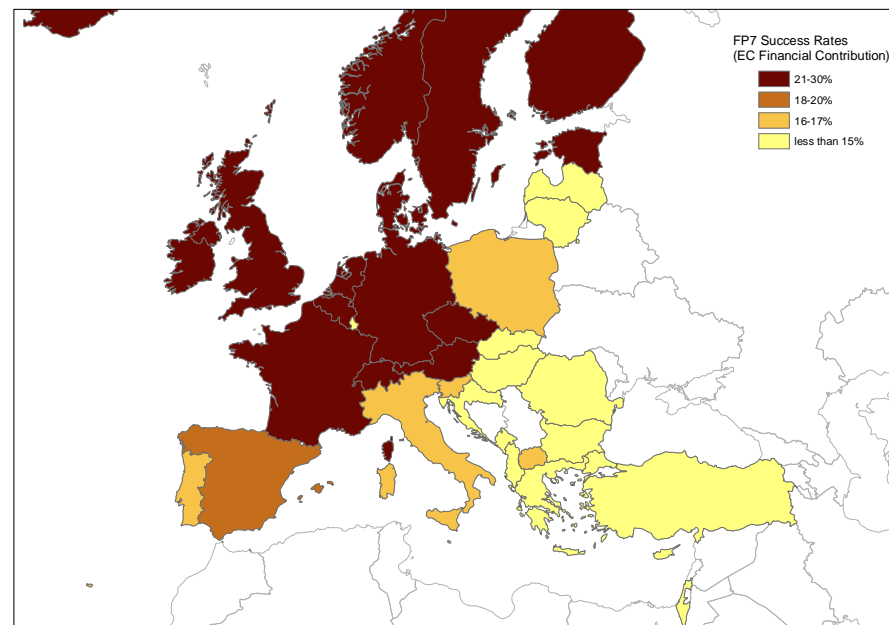 FP7 Success Rates
(EC Financial Contribution)
21-30%
18-20%
16-17%
less than 15%